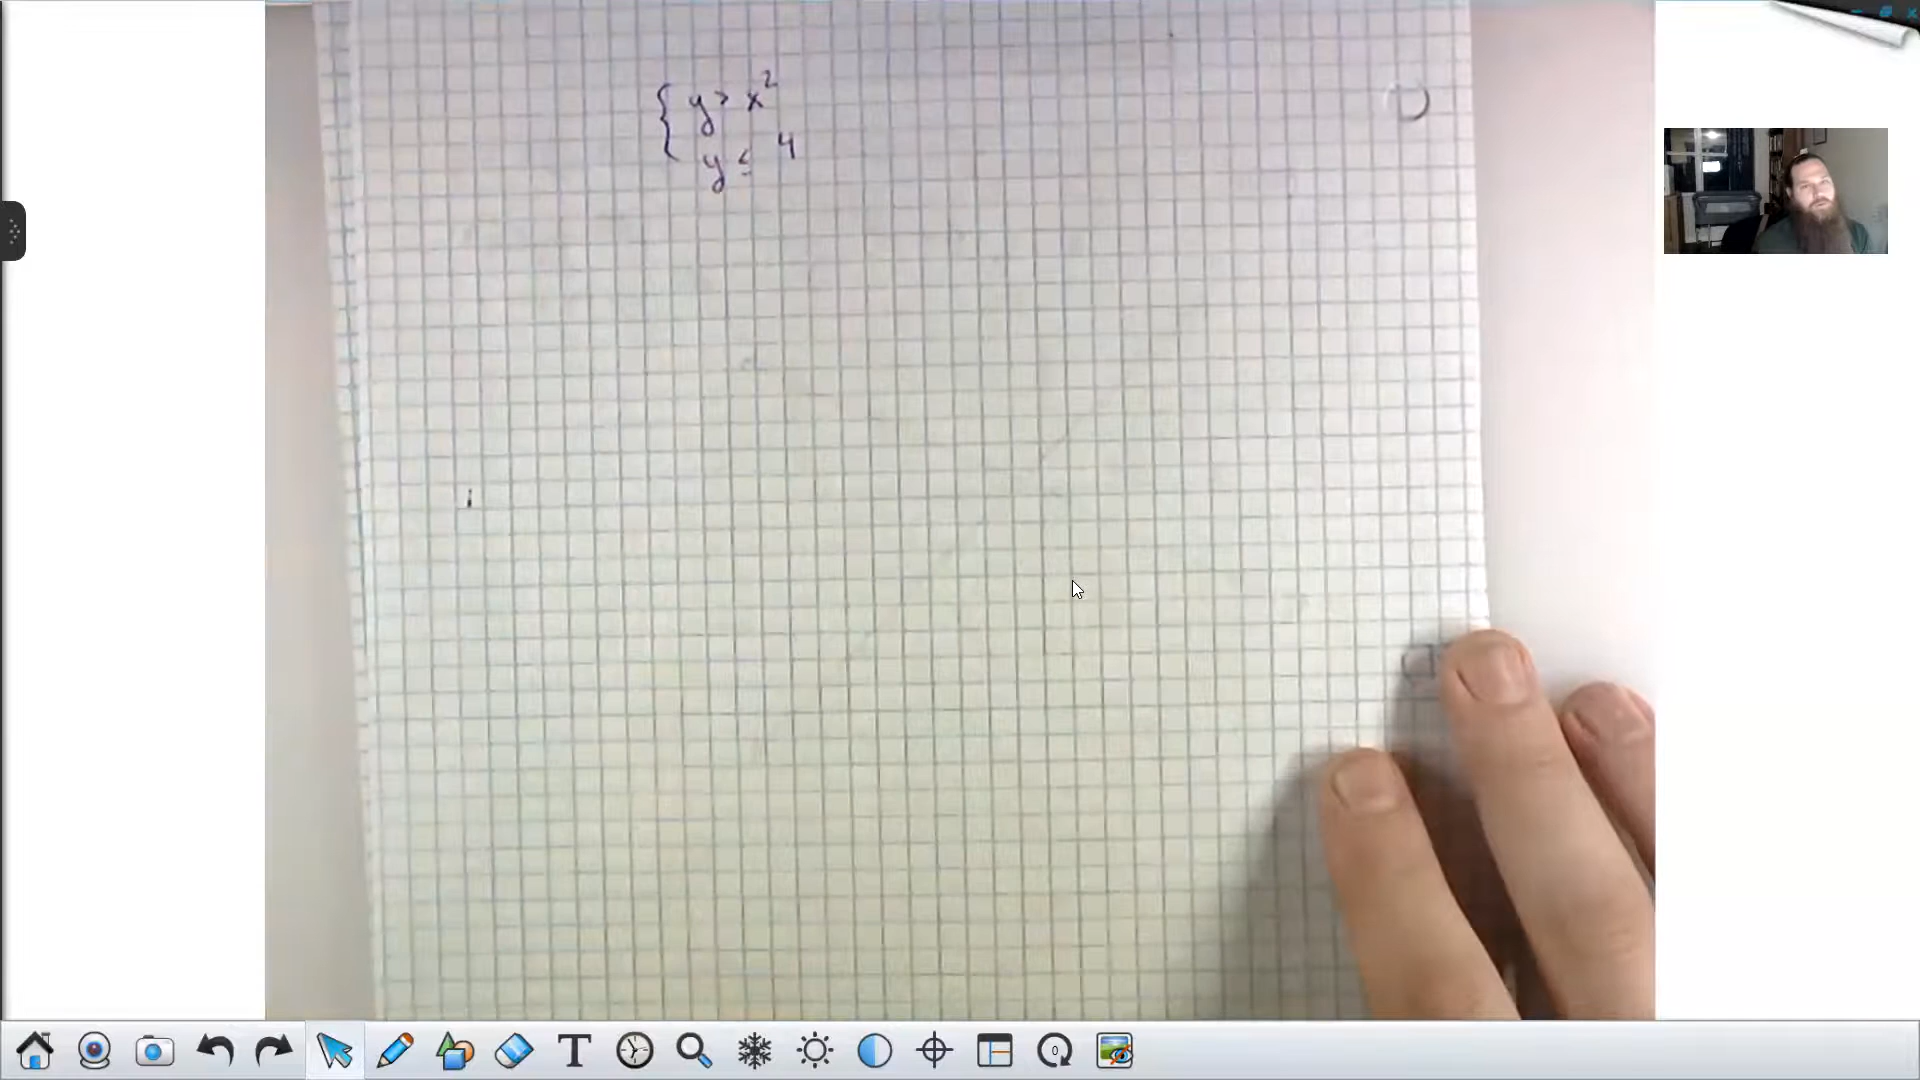 { y > x²
y ≤ 4